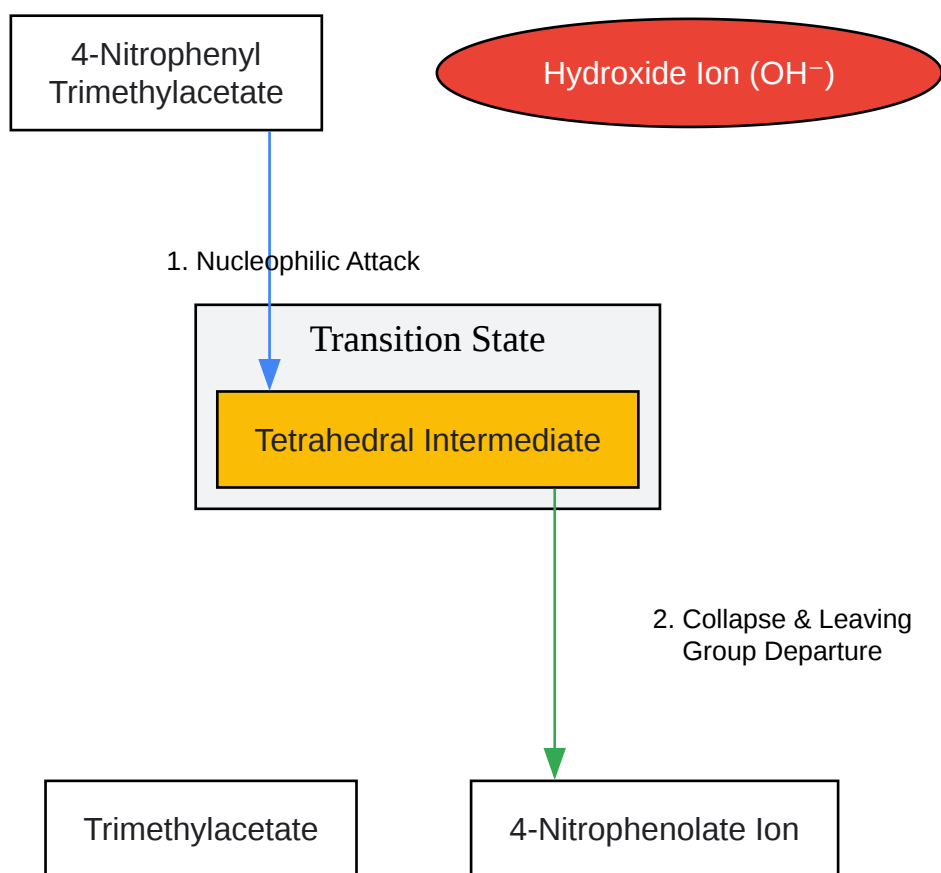 4-Nitrophenyl
Trimethylacetate
Hydroxide Ion (OH⁻)
1. Nucleophilic Attack
Transition State
Tetrahedral Intermediate
2. Collapse & Leaving
Group Departure
Trimethylacetate
4-Nitrophenolate Ion